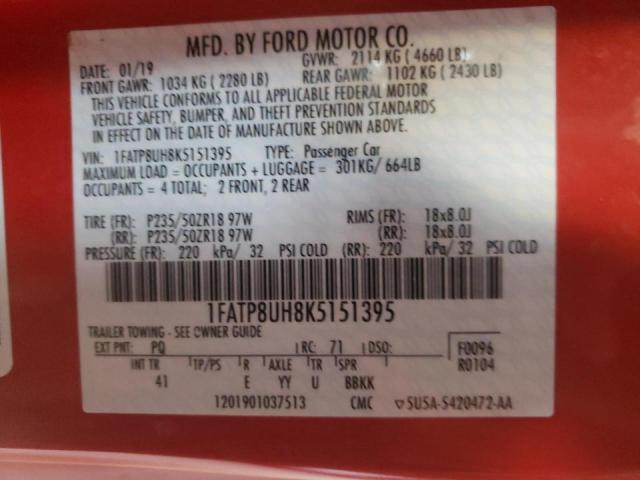 MFD. BY FORD MOTOR CO.
DATE: 01/19 GVWR: 2114 KG ( 4660 LB)
FRONT GAWR: 1034 KG ( 2280 LB) REAR GAWR: 1102 KG ( 2430 LB)
THIS VEHICLE CONFORMS TO ALL APPLICABLE FEDERAL MOTOR
VEHICLE SAFETY, BUMPER, AND THEFT PREVENTION STANDARDS
IN EFFECT ON THE DATE OF MANUFACTURE SHOWN ABOVE.
VIN: 1FATP8UH8K5151395 TYPE: Passenger Car
MAXIMUM LOAD = OCCUPANTS + LUGGAGE = 301KG/ 664LB
OCCUPANTS = 4 TOTAL; 2 FRONT, 2 REAR
TIRE (FR): P235/50ZR18 97W RIMS (FR): 18x8.0J
(RR): P235/50ZR18 97W (RR): 18x8.0J
PRESSURE (FR): 220 kPa/ 32 PSI COLD (RR): 220 kPa/ 32 PSI COLD
1FATP8UH8K5151395
TRAILER TOWING - SEE OWNER GUIDE
EXT PNT: PQ RC: 71 DSO: F0096
INT TR TP/PS R AXLE TR SPR R0104
41 E YY U BBKK
1201901037513 CMC ▽5U5A-5420472-AA